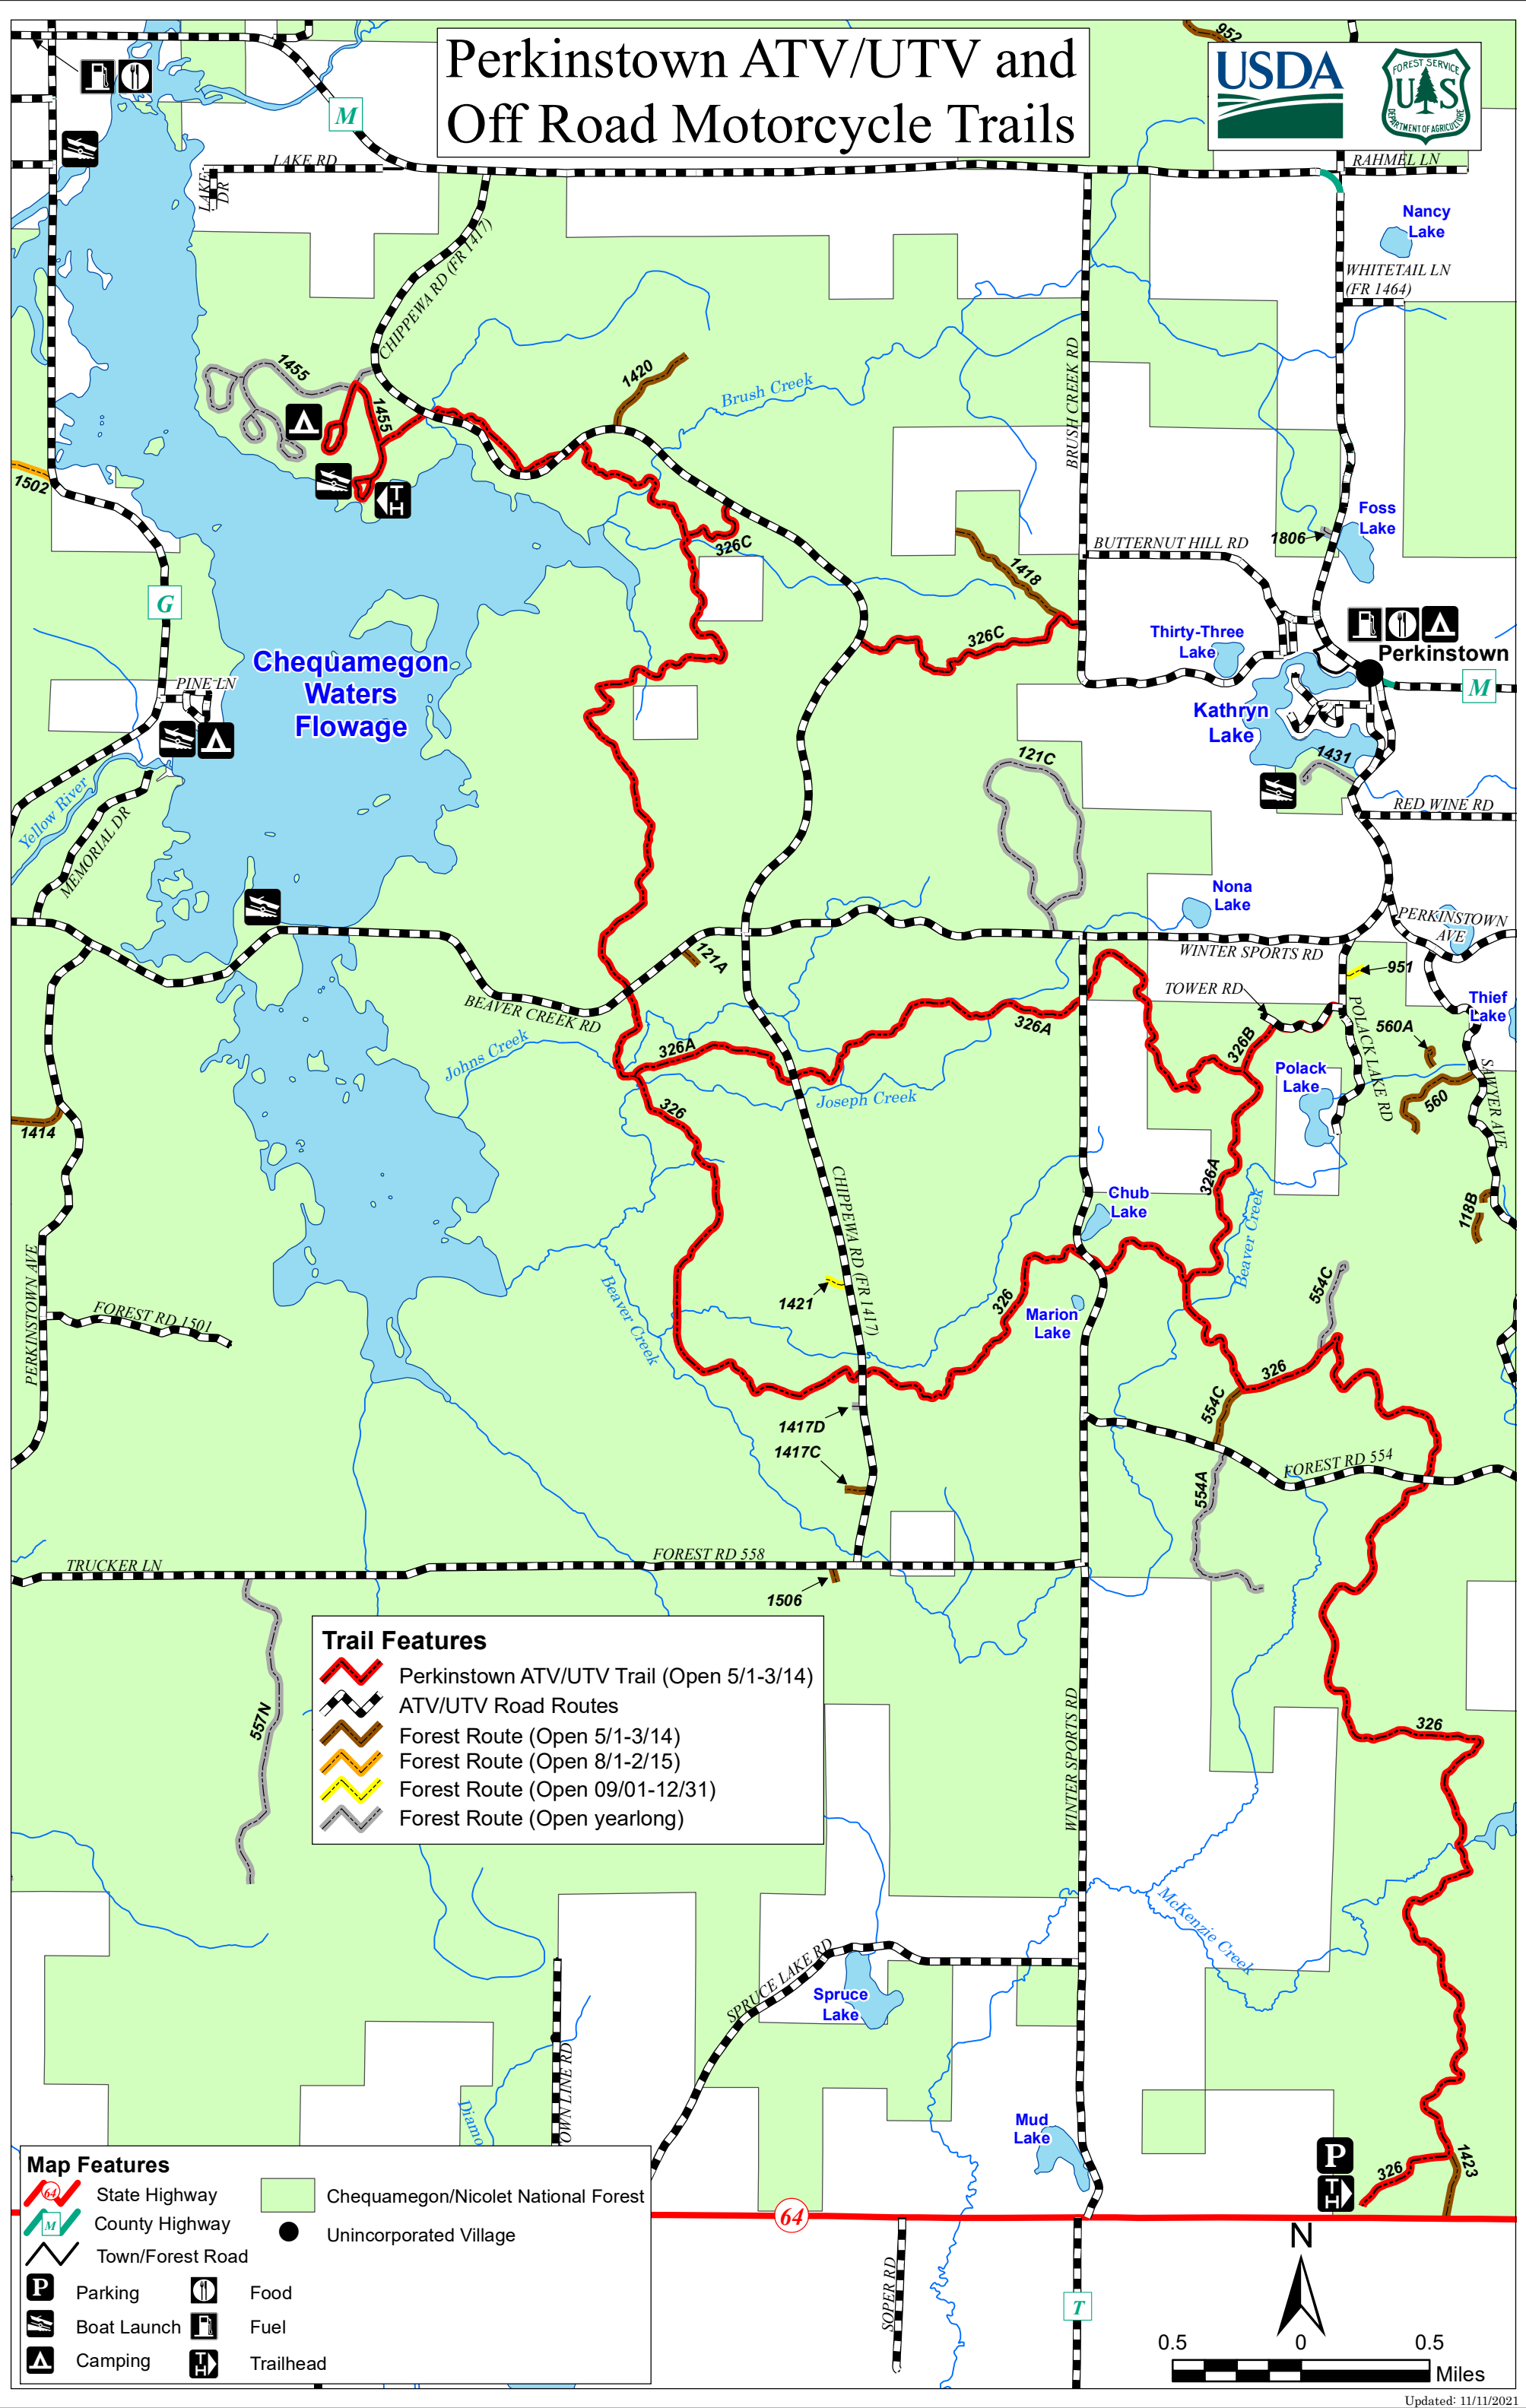 Perkinstown ATV/UTV and
Off Road Motorcycle Trails
952
USDA
FOREST SERVICE
U S
DEPARTMENT OF AGRICULTURE
M
LAKE RD
LAKE
DR
RAHMEL LN
Nancy
Lake
WHITETAIL LN
(FR 1464)
CHIPPEWA RD (FR 1417)
1455
1455
1420
Brush Creek
BRUSH CREEK RD
1502
T
H
326C
1418
BUTTERNUT HILL RD
1806
Foss
Lake
G
326C
Thirty-Three
Lake
Perkinstown
M
Chequamegon
Waters
Flowage
PINE LN
Kathryn
Lake
1431
121C
Yellow River
MEMORIAL DR
RED WINE RD
Nona
Lake
PERKINSTOWN
AVE
WINTER SPORTS RD
121A
951
BEAVER CREEK RD
TOWER RD
Thief
Lake
326A
POLACK LAKE RD
560A
326B
Johns Creek
326A
Polack
Lake
SAWYER AVE
Joseph Creek
560
326
1414
326A
CHIPPEWA RD (FR 1417)
Chub
Lake
118B
Beaver Creek
PERKINSTOWN AVE
554C
1421
326
Marion
Lake
FOREST RD 1501
Beaver Creek
326
554C
1417D
1417C
FOREST RD 554
554A
TRUCKER LN
FOREST RD 558
1506
Trail Features
Perkinstown ATV/UTV Trail (Open 5/1-3/14)
ATV/UTV Road Routes
Forest Route (Open 5/1-3/14)
Forest Route (Open 8/1-2/15)
Forest Route (Open 09/01-12/31)
Forest Route (Open yearlong)
557N
WINTER SPORTS RD
326
McKenzie Creek
SPRUCE LAKE RD
Spruce
Lake
OWN LINE RD
Diamo
Mud
Lake
P
T
H
326
1423
Map Features
64
State Highway
M
County Highway
Town/Forest Road
P
Parking
Boat Launch
Camping
Chequamegon/Nicolet National Forest
Unincorporated Village
Food
Fuel
T
H
Trailhead
64
SOPER RD
T
N
0.5
0
0.5
Miles
Updated: 11/11/2021